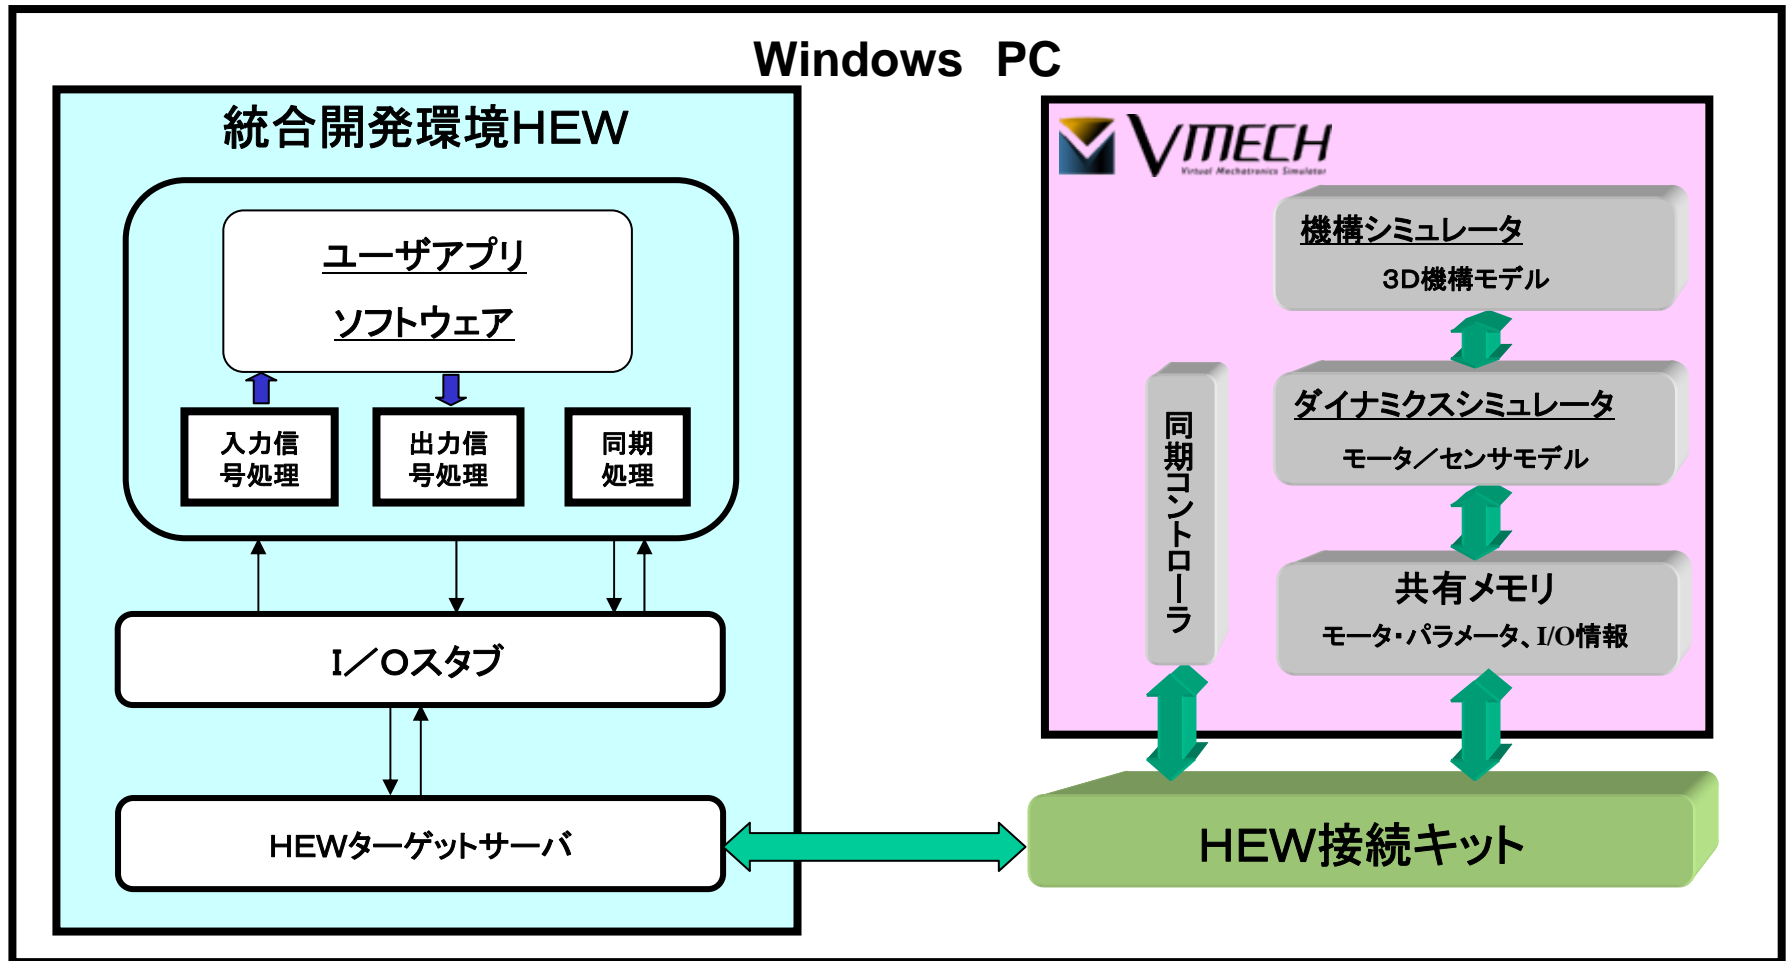 Windows PC
統合開発環境HEW
ユーザアプリ
ソフトウェア
入力信
号処理
出力信
号処理
同期
処理
I/Oスタブ
HEWターゲットサーバ
VMECH
Virtual Mechatronics Simulator
機構シミュレータ
3D機構モデル
ダイナミクスシミュレータ
モータ/センサモデル
同期コントローラ
共有メモリ
モータ・パラメータ、I/O情報
HEW接続キット